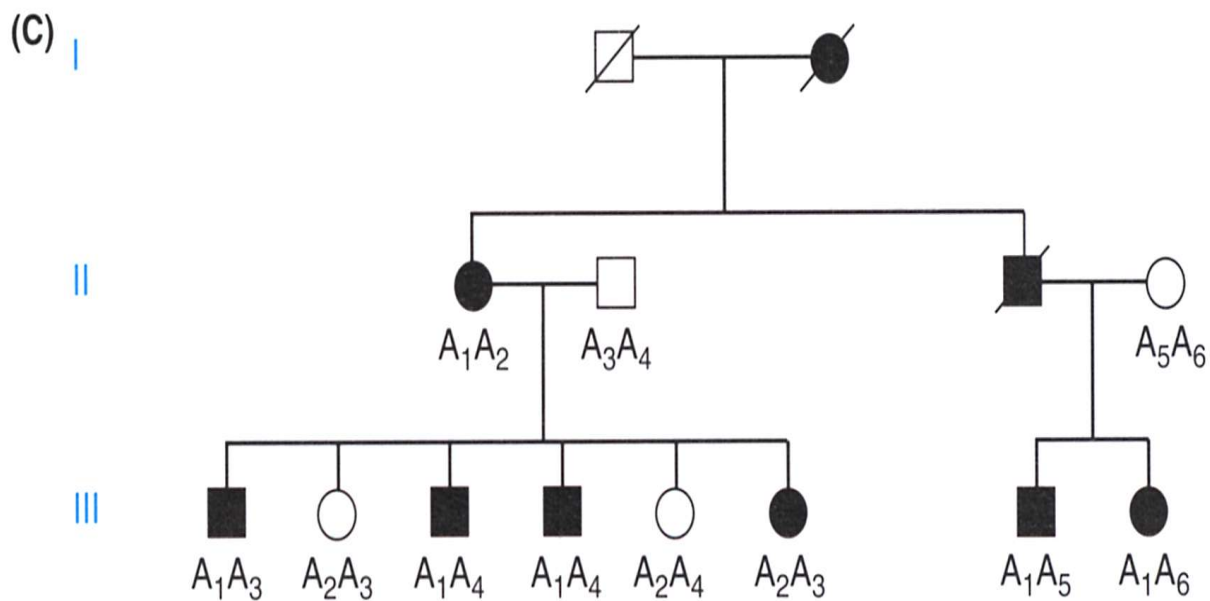 (C)
I
II
A₁A₂ A₃A₄ A₅A₆
III
A₁A₃ A₂A₃ A₁A₄ A₁A₄ A₂A₄ A₂A₃ A₁A₅ A₁A₆